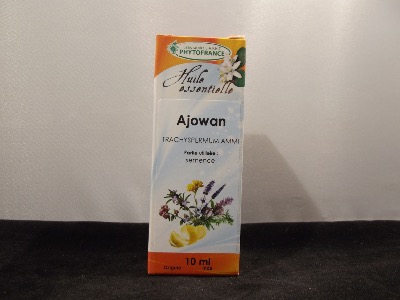 PHYTOFRANCE
Huile
essentielle
Ajowan
TRACHYSPERMUM AMMI
Partie utilisée :
semence
10 ml